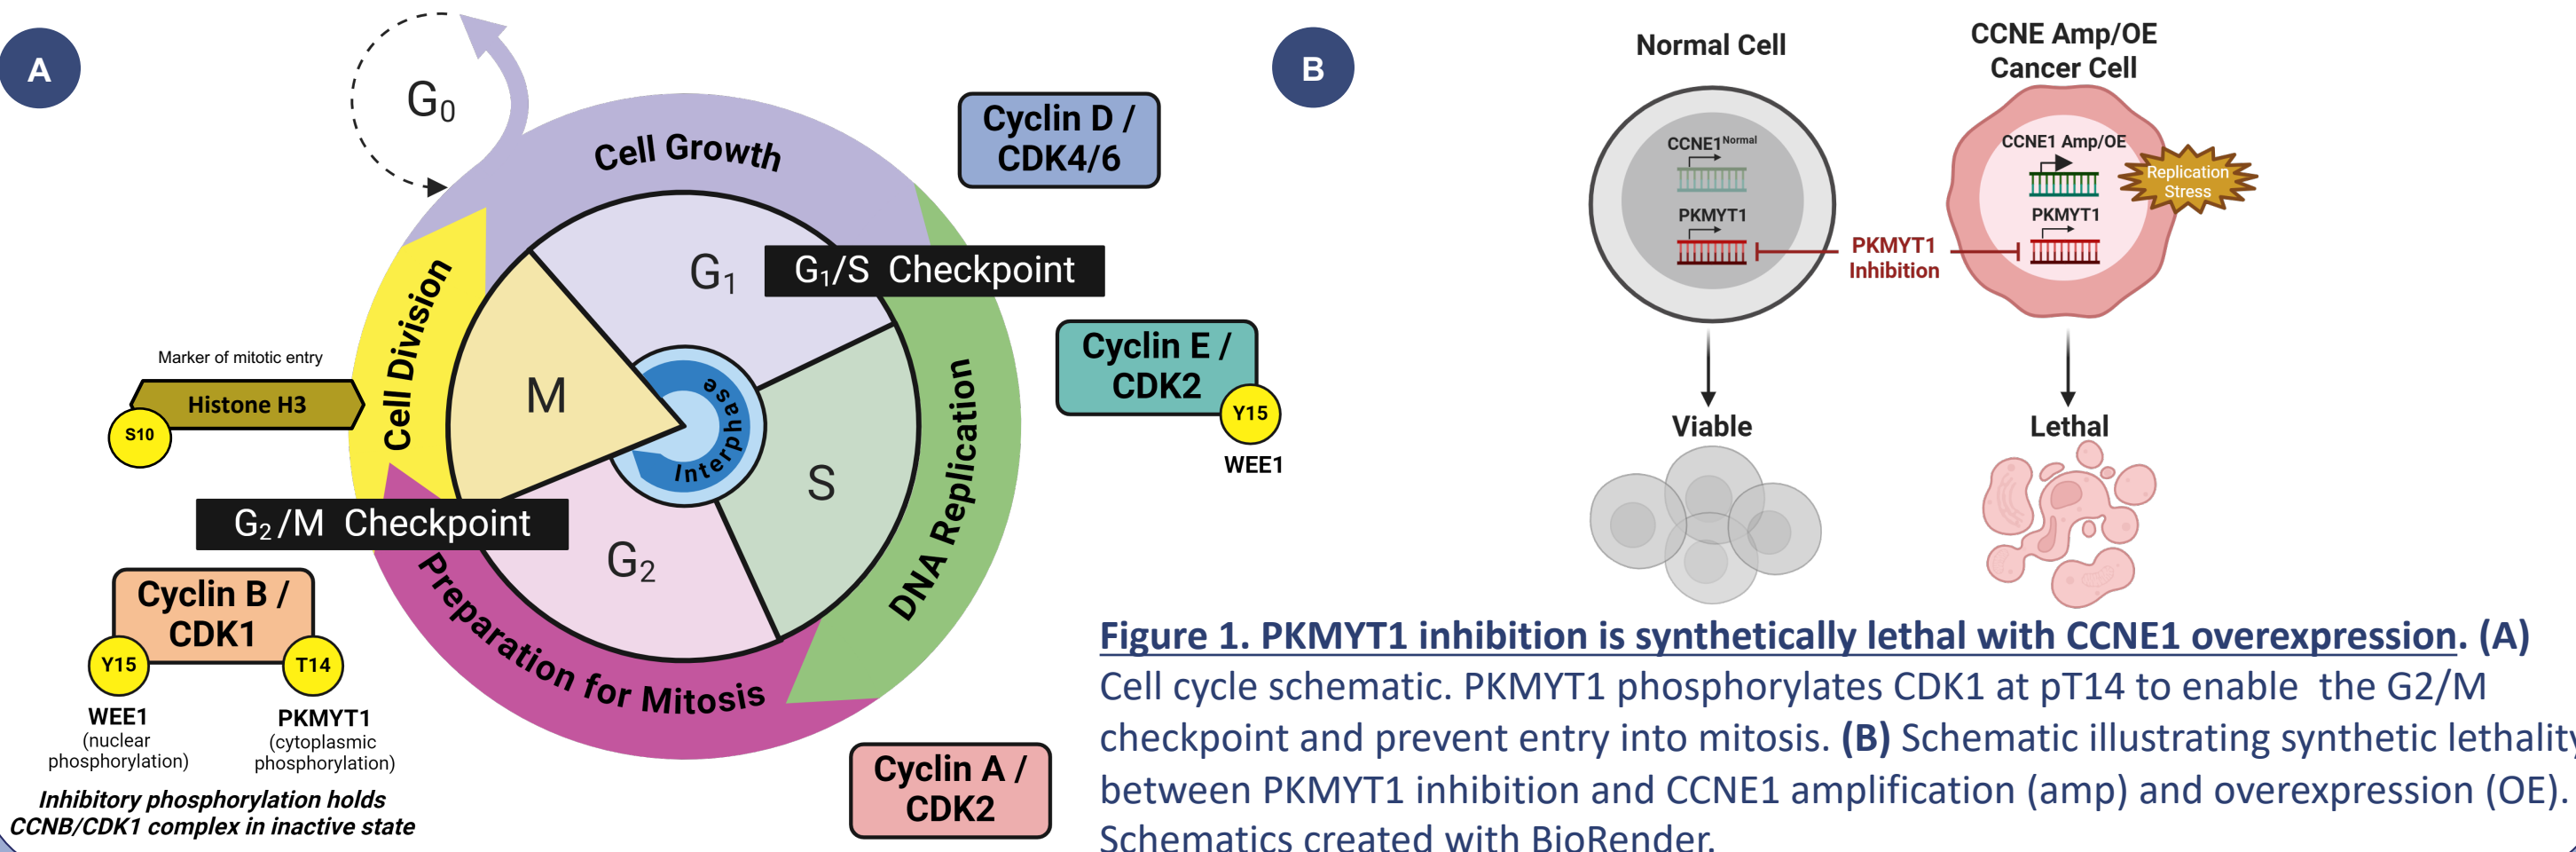 A
G₀
Cell Growth
Cyclin D /
CDK4/6
G₁
G₁/S Checkpoint
Cell Division
M
Interphase
S
DNA Replication
Cyclin E /
CDK2
Y15
WEE1
Marker of mitotic entry
Histone H3
S10
G₂/M Checkpoint
G₂
Preparation for Mitosis
Cyclin B /
CDK1
Y15
T14
WEE1
(nuclear
phosphorylation)
PKMYT1
(cytoplasmic
phosphorylation)
Inhibitory phosphorylation holds
CCNB/CDK1 complex in inactive state
Cyclin A /
CDK2
B
Normal Cell
CCNE1ᴺᵒʳᵐᵃˡ
PKMYT1
CCNE Amp/OE
Cancer Cell
CCNE1 Amp/OE
PKMYT1
Replication
Stress
PKMYT1
Inhibition
Viable
Lethal
Figure 1. PKMYT1 inhibition is synthetically lethal with CCNE1 overexpression. (A)
Cell cycle schematic. PKMYT1 phosphorylates CDK1 at pT14 to enable the G2/M
checkpoint and prevent entry into mitosis. (B) Schematic illustrating synthetic lethality
between PKMYT1 inhibition and CCNE1 amplification (amp) and overexpression (OE).
Schematics created with BioRender.